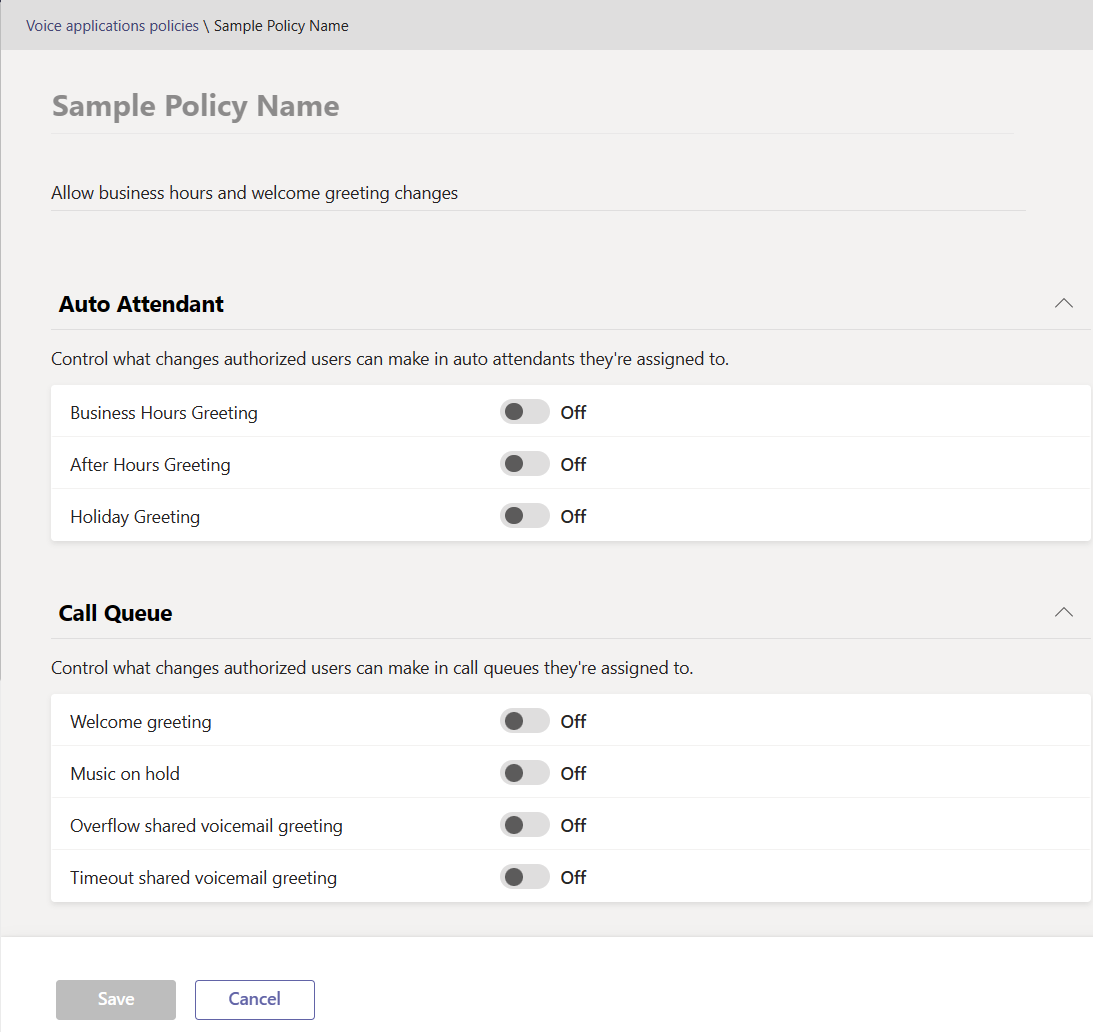 Voice applications policies \ Sample Policy Name
Sample Policy Name
Allow business hours and welcome greeting changes
Auto Attendant
Control what changes authorized users can make in auto attendants they're assigned to.
Business Hours Greeting Off
After Hours Greeting Off
Holiday Greeting Off
Call Queue
Control what changes authorized users can make in call queues they're assigned to.
Welcome greeting Off
Music on hold Off
Overflow shared voicemail greeting Off
Timeout shared voicemail greeting Off
Save Cancel